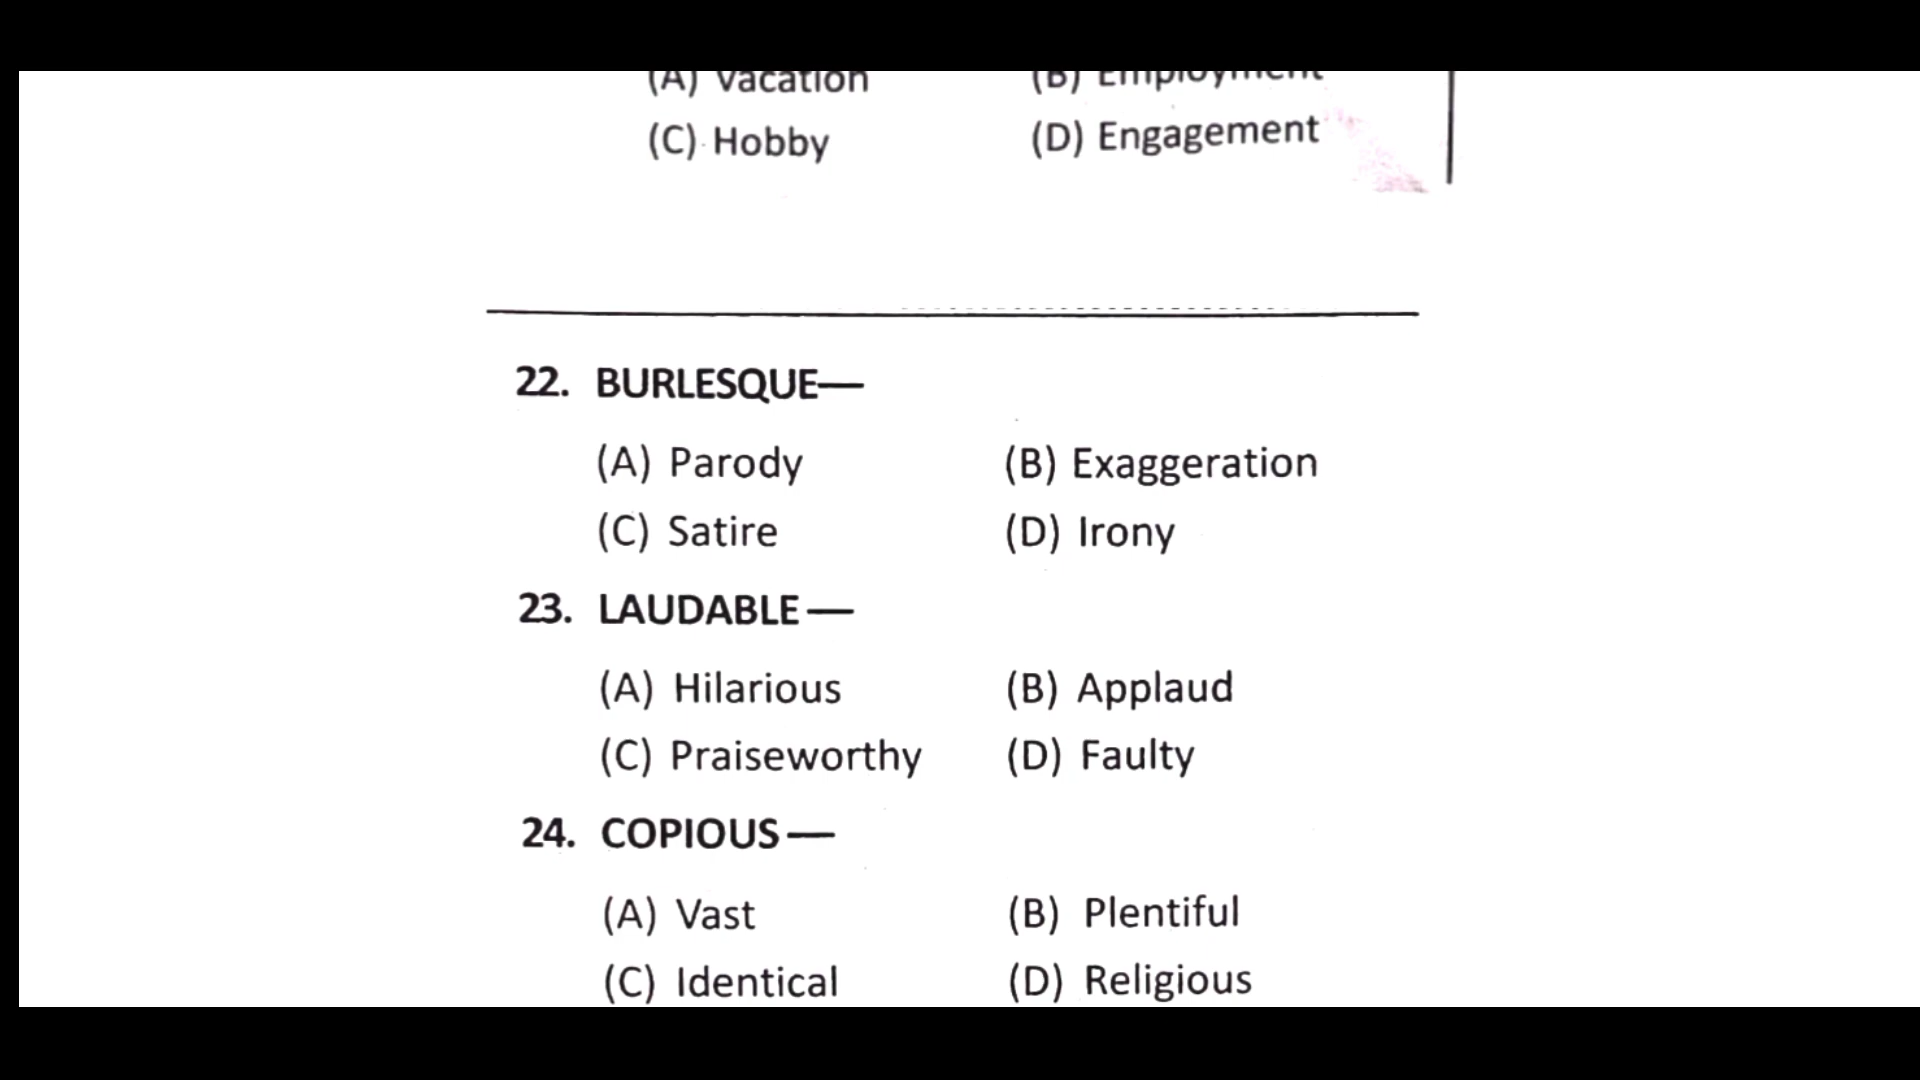 (A) Vacation (B) Employment
(C) Hobby (D) Engagement
22. BURLESQUE—
(A) Parody (B) Exaggeration
(C) Satire (D) Irony
23. LAUDABLE—
(A) Hilarious (B) Applaud
(C) Praiseworthy (D) Faulty
24. COPIOUS—
(A) Vast (B) Plentiful
(C) Identical (D) Religious